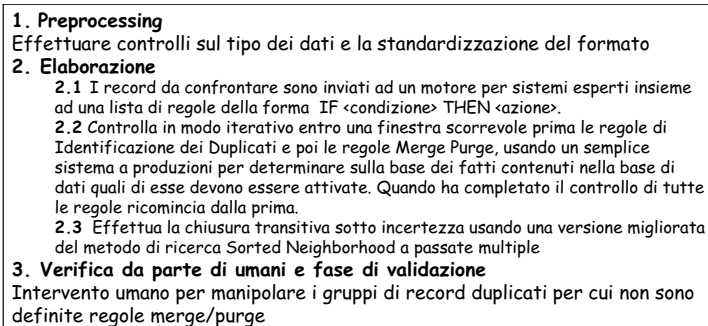 1. Preprocessing
Effettuare controlli sul tipo dei dati e la standardizzazione del formato
2. Elaborazione
2.1 I record da confrontare sono inviati ad un motore per sistemi esperti insieme
ad una lista di regole della forma IF <condizione> THEN <azione>.
2.2 Controlla in modo iterativo entro una finestra scorrevole prima le regole di
Identificazione dei Duplicati e poi le regole Merge Purge, usando un semplice
sistema a produzioni per determinare sulla base dei fatti contenuti nella base di
dati quali di esse devono essere attivate. Quando ha completato il controllo di tutte
le regole ricomincia dalla prima.
2.3 Effettua la chiusura transitiva sotto incertezza usando una versione migliorata
del metodo di ricerca Sorted Neighborhood a passate multiple
3. Verifica da parte di umani e fase di validazione
Intervento umano per manipolare i gruppi di record duplicati per cui non sono
definite regole merge/purge